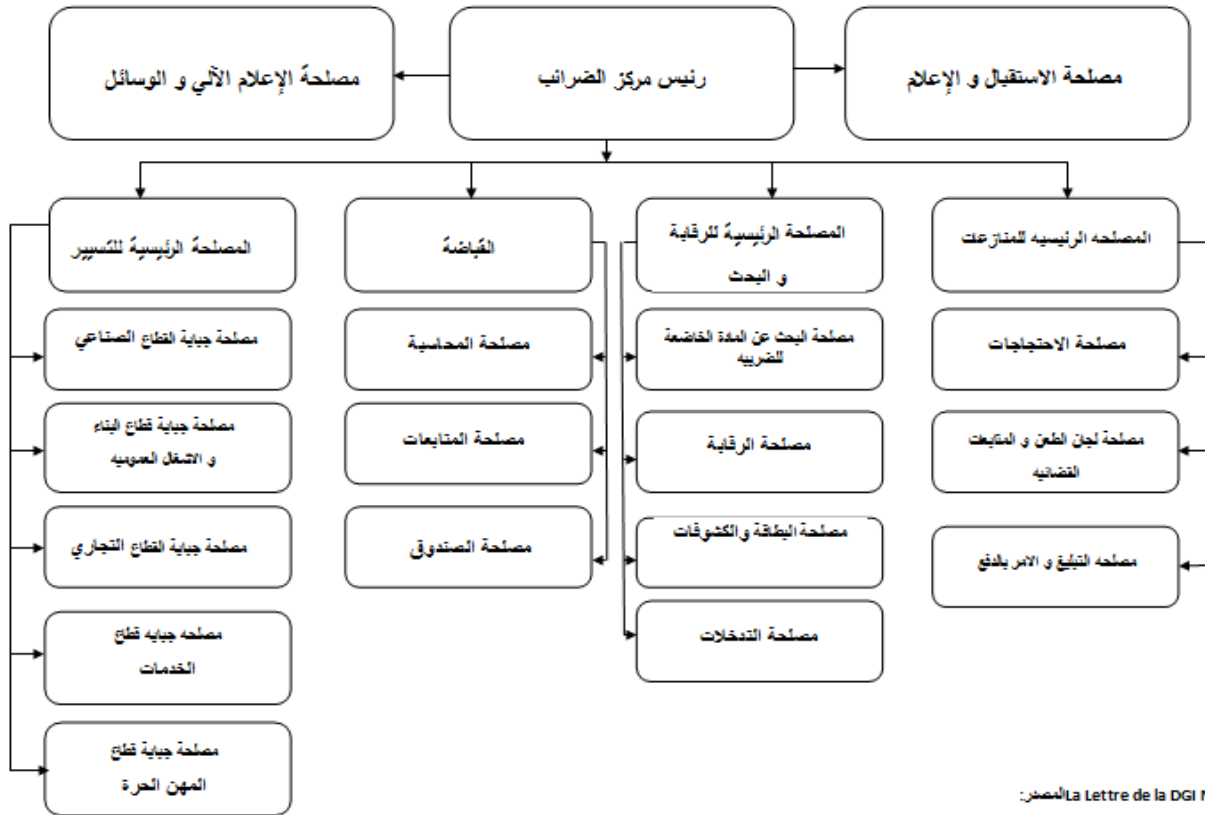 مصلحة الاستقبال و الإعلام
رئيس مركز الضرائب
مصلحة الإعلام الآلي و الوسائل
المصلحه الرئيسيه للمنازعات
مصلحة الاحتجاجات
مصلحة لجان الطعن و المتابعات
القضائيه
مصلحه التبليغ و الامر بالدفع
المصلحة الرئيسية للرقابة
و البحث
مصلحة البحث عن المادة الخاضعة
للضريبه
مصلحة الرقابة
مصلحة البطاقة والكشوفات
مصلحة التدخلات
القباضة
مصلحة المحاسبة
مصلحة المتابعات
مصلحة الصندوق
المصلحة الرئيسية للتسيير
مصلحة جباية القطاع الصناعي
مصلحة جباية قطاع البناء
و الاشغل العموميه
مصلحة جباية القطاع التجاري
مصلحه جبايه قطاع
الخدمات
مصلحة جباية قطاع
المهن الحرة
المصدر: La Lettre de la DGI